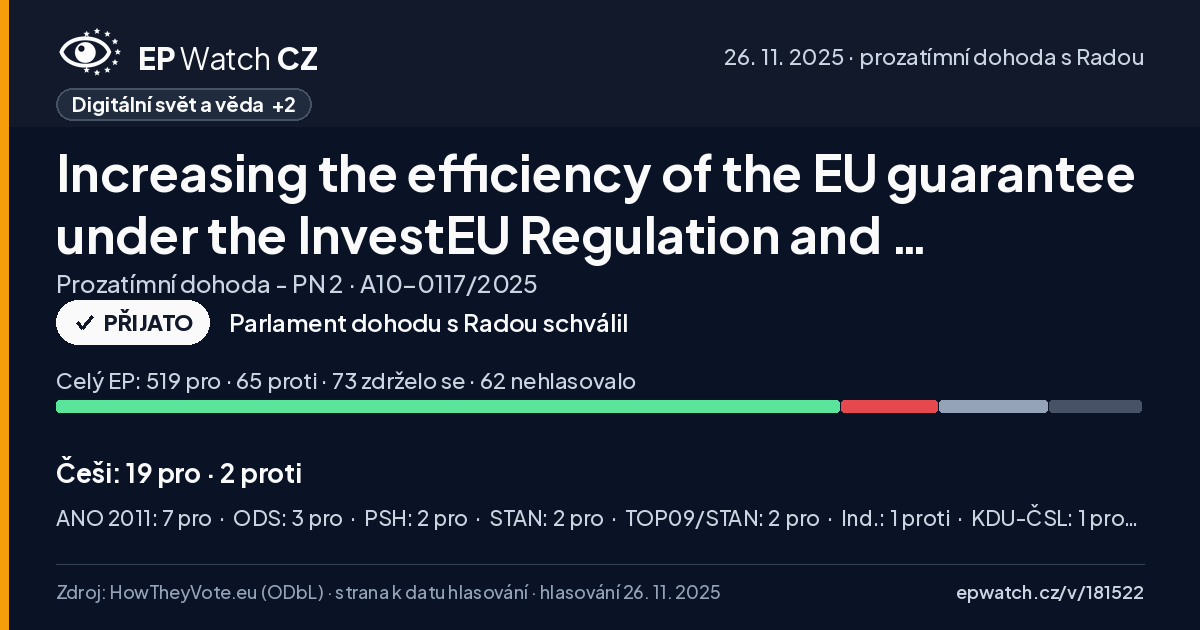 EP Watch CZ
26. 11. 2025 · prozatímní dohoda s Radou
Digitální svět a věda +2
Increasing the efficiency of the EU guarantee
under the InvestEU Regulation and …
Prozatímní dohoda - PN 2 · A10-0117/2025
✓ PŘIJATO
Parlament dohodu s Radou schválil
Celý EP: 519 pro · 65 proti · 73 zdrželo se · 62 nehlasovalo
Češi: 19 pro · 2 proti
ANO 2011: 7 pro · ODS: 3 pro · PSH: 2 pro · STAN: 2 pro · TOP09/STAN: 2 pro · Ind.: 1 proti · KDU-ČSL: 1 pro…
Zdroj: HowTheyVote.eu (ODbL) · strana k datu hlasování · hlasování 26. 11. 2025
epwatch.cz/v/181522